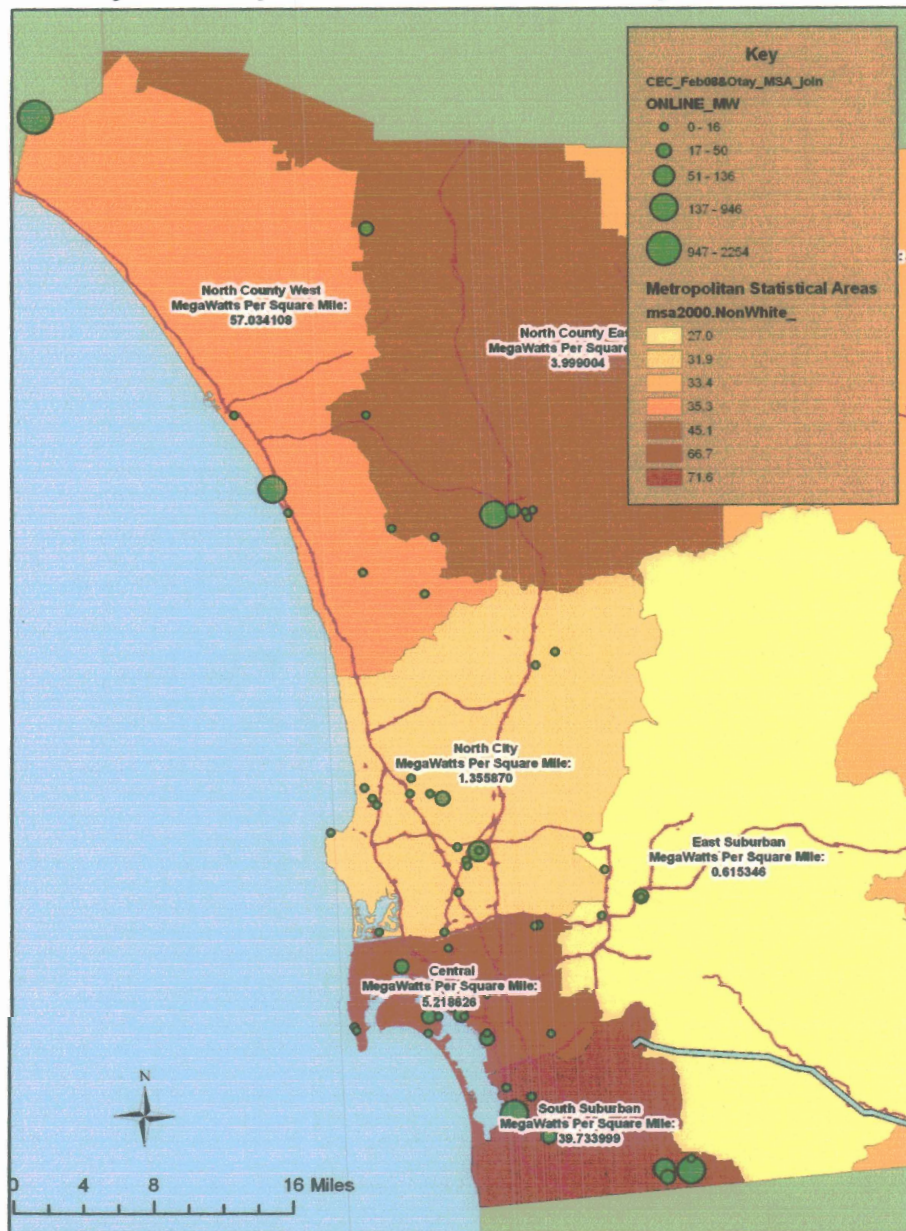 Key
CEC_Feb08&Otay_MSA_join
ONLINE_MW
0 - 16
17 - 50
51 - 136
137 - 946
947 - 2254
Metropolitan Statistical Areas
msa2000.NonWhite_
27.0
31.9
33.4
35.3
45.1
66.7
71.6
North County West
MegaWatts Per Square Mile:
57.034108
North County Eas
MegaWatts Per Square
3.999004
North City
MegaWatts Per Square Mile:
1.355870
East Suburban
MegaWatts Per Square Mile:
0.615346
Central
MegaWatts Per Square Mile:
5.218626
South Suburban
MegaWatts Per Square Mile:
39.733999
N
0 4 8 16 Miles